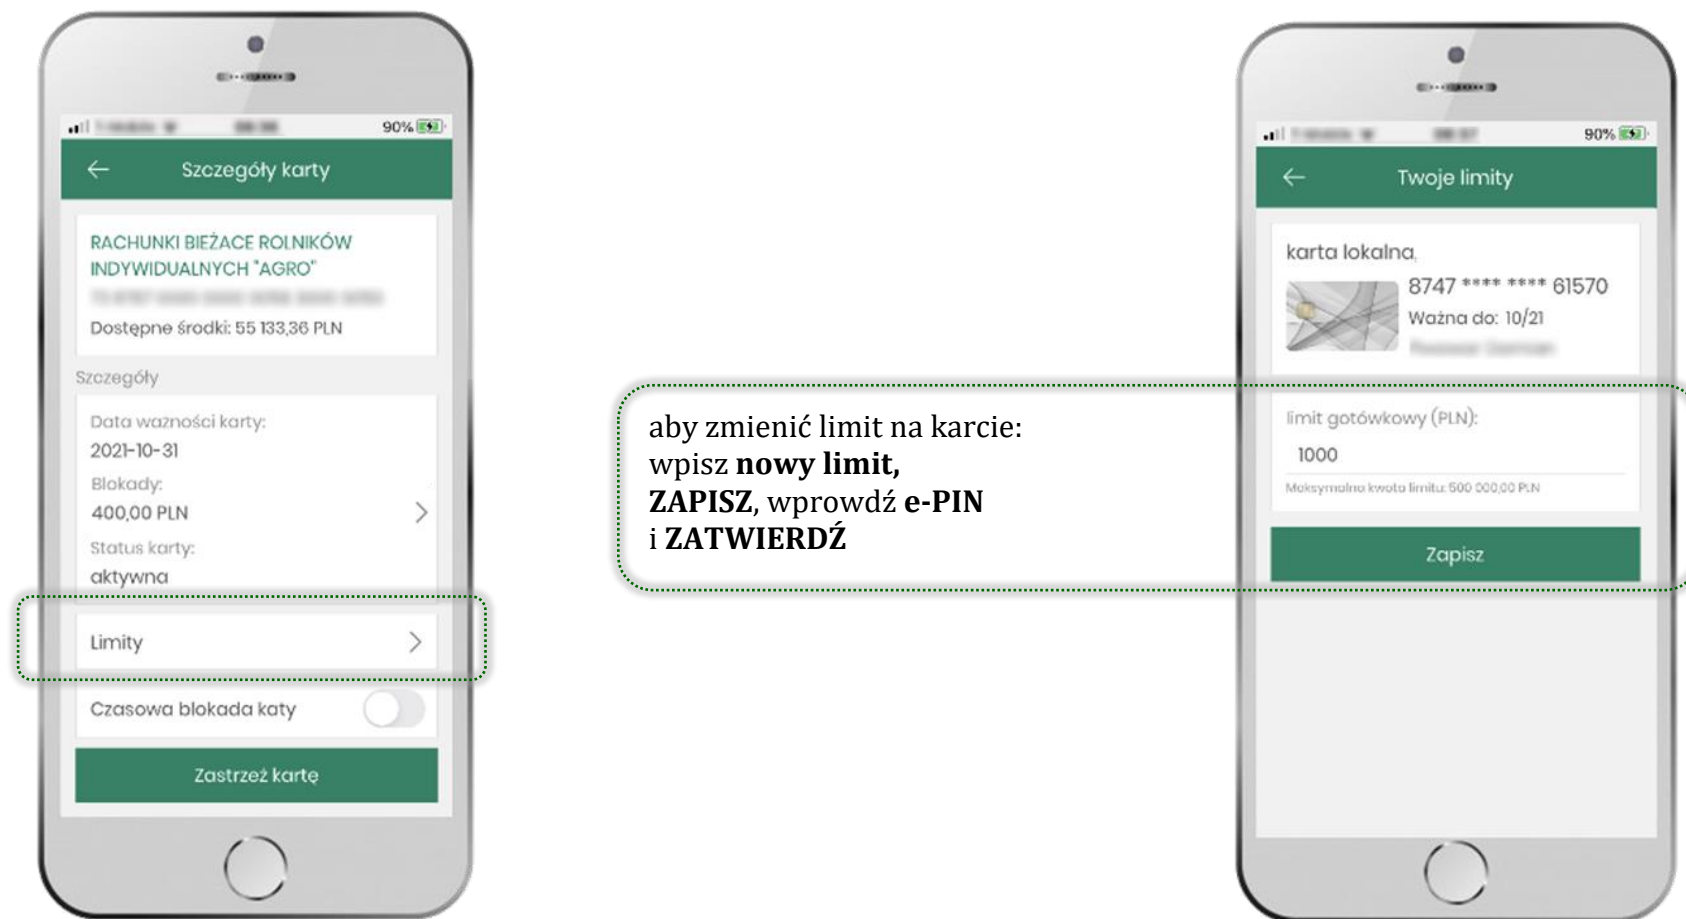 90%
Szczegóły karty
RACHUNKI BIEŻACE ROLNIKÓW
INDYWIDUALNYCH "AGRO"
Dostępne środki: 55 133,36 PLN
Szczegóły
Data ważności karty:
2021-10-31
Blokady:
400,00 PLN
Status karty:
aktywna
Limity
Czasowa blokada katy
Zastrzeż kartę
aby zmienić limit na karcie:
wpisz nowy limit,
ZAPISZ, wprowdź e-PIN
i ZATWIERDŹ
90%
Twoje limity
karta lokalna,
8747 **** **** 61570
Ważna do: 10/21
limit gotówkowy (PLN):
1000
Maksymalna kwota limitu: 500 000,00 PLN
Zapisz